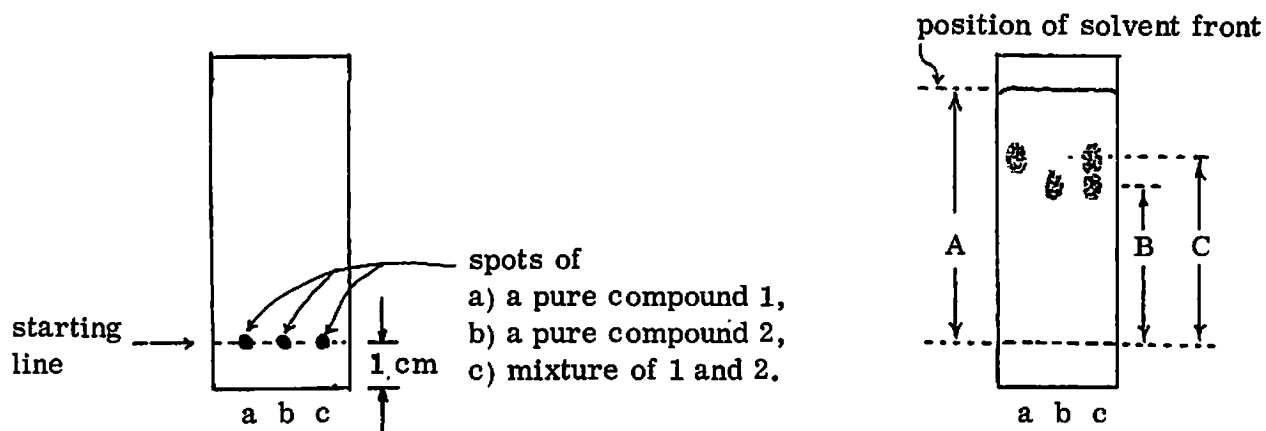 position of solvent front
spots of
a) a pure compound 1,
b) a pure compound 2,
c) mixture of 1 and 2.
starting
line
1 cm
a b c
A
B
C
a b c